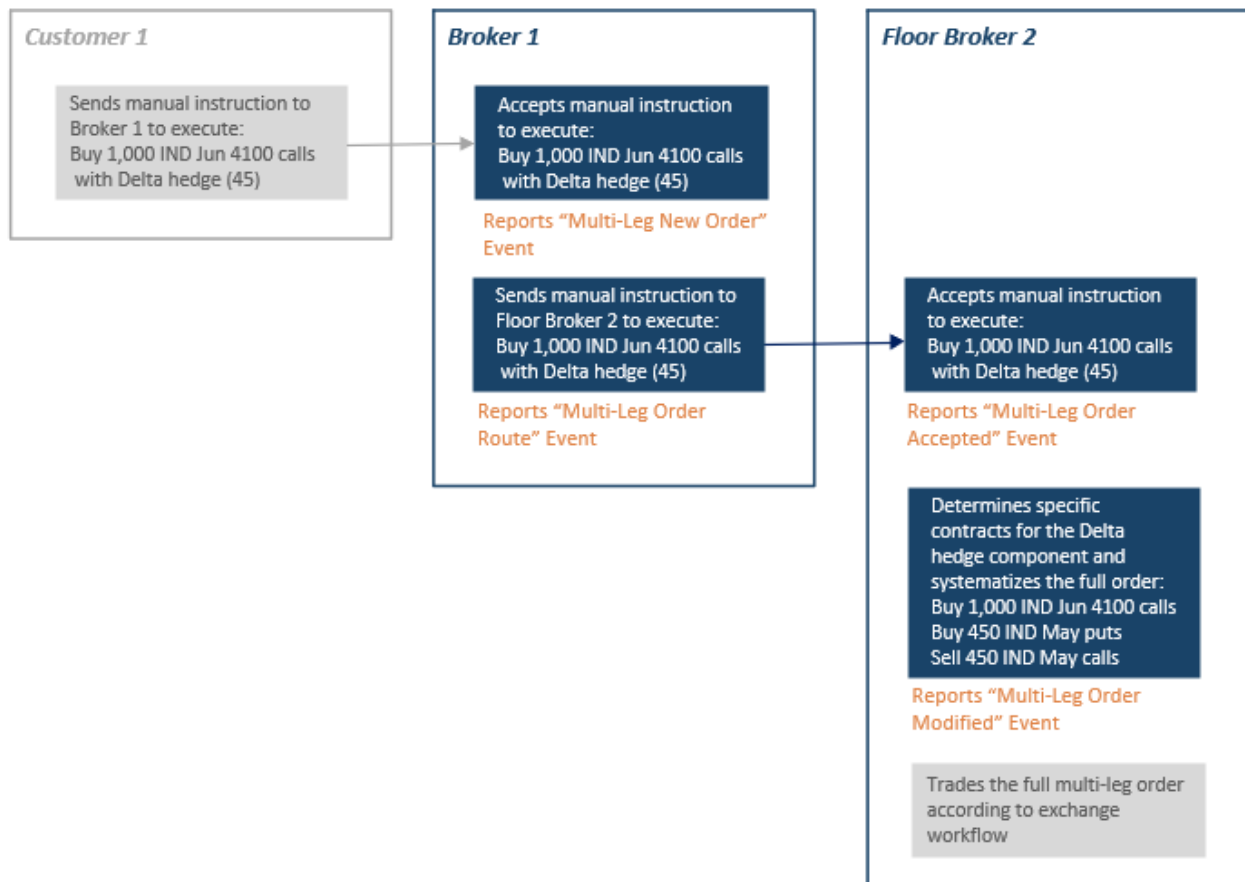 Customer 1
Sends manual instruction to
Broker 1 to execute:
Buy 1,000 IND Jun 4100 calls
with Delta hedge (45)
Broker 1
Accepts manual instruction
to execute:
Buy 1,000 IND Jun 4100 calls
with Delta hedge (45)
Reports “Multi-Leg New Order”
Event
Sends manual instruction to
Floor Broker 2 to execute:
Buy 1,000 IND Jun 4100 calls
with Delta hedge (45)
Reports “Multi-Leg Order
Route” Event
Floor Broker 2
Accepts manual instruction
to execute:
Buy 1,000 IND Jun 4100 calls
with Delta hedge (45)
Reports “Multi-Leg Order
Accepted” Event
Determines specific
contracts for the Delta
hedge component and
systematizes the full order:
Buy 1,000 IND Jun 4100 calls
Buy 450 IND May puts
Sell 450 IND May calls
Reports “Multi-Leg Order
Modified” Event
Trades the full multi-leg order
according to exchange
workflow